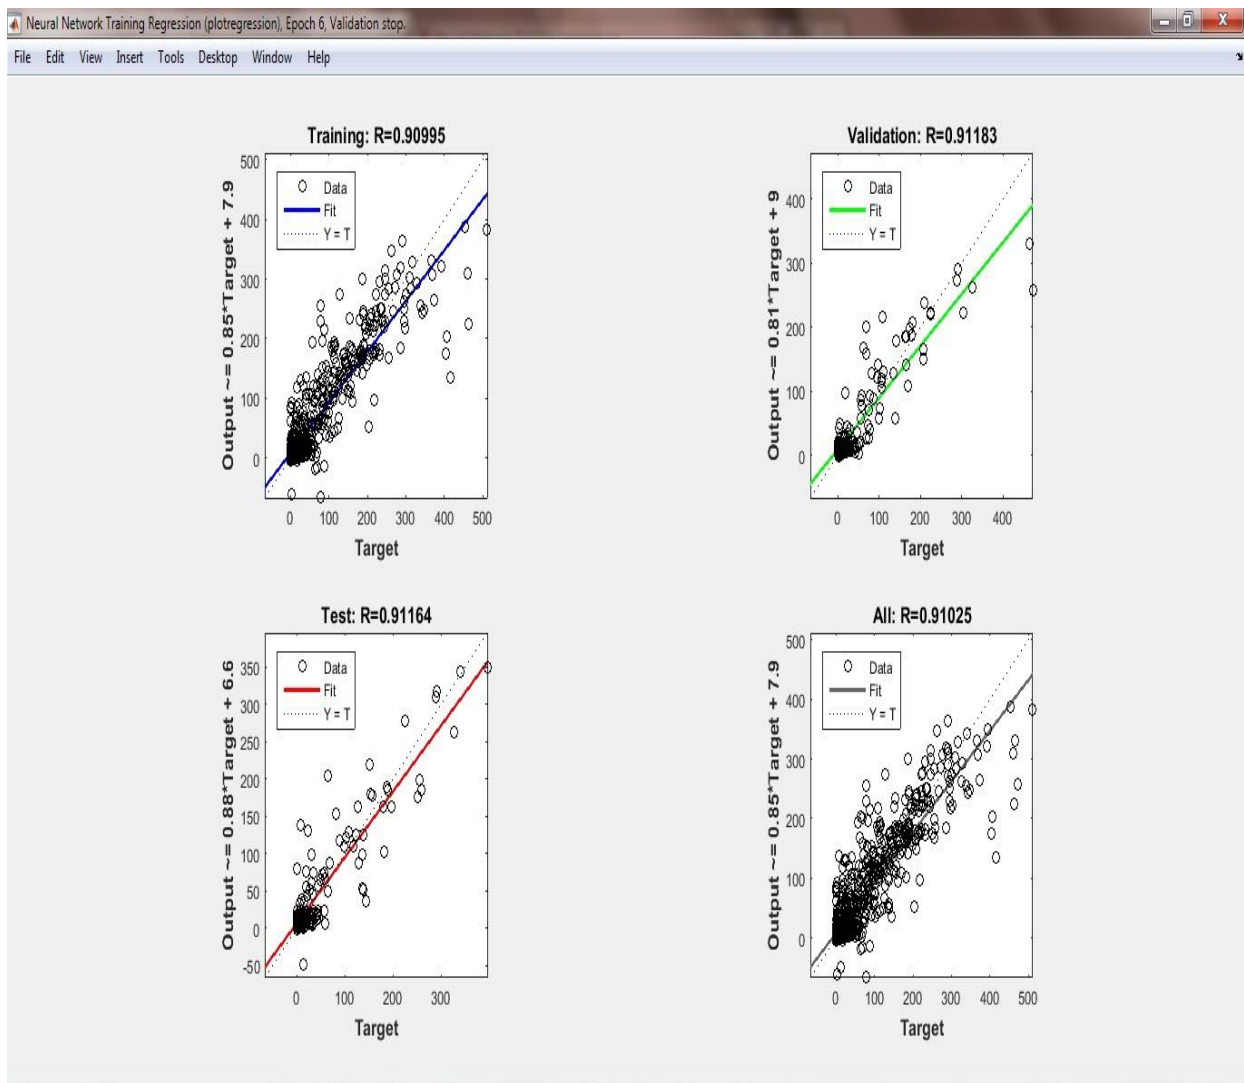 Neural Network Training Regression (plotregression), Epoch 6, Validation stop.
File Edit View Insert Tools Desktop Window Help
Training: R=0.90995
Output ~= 0.85*Target + 7.9
500
400
300
200
100
0
Data
Fit
Y = T
0 100 200 300 400 500
Target
Validation: R=0.91183
Output ~= 0.81*Target + 9
400
300
200
100
0
Data
Fit
Y = T
0 100 200 300 400
Target
Test: R=0.91164
Output ~= 0.88*Target + 6.6
350
300
250
200
150
100
50
0
-50
Data
Fit
Y = T
0 100 200 300
Target
All: R=0.91025
Output ~= 0.85*Target + 7.9
500
400
300
200
100
0
Data
Fit
Y = T
0 100 200 300 400 500
Target